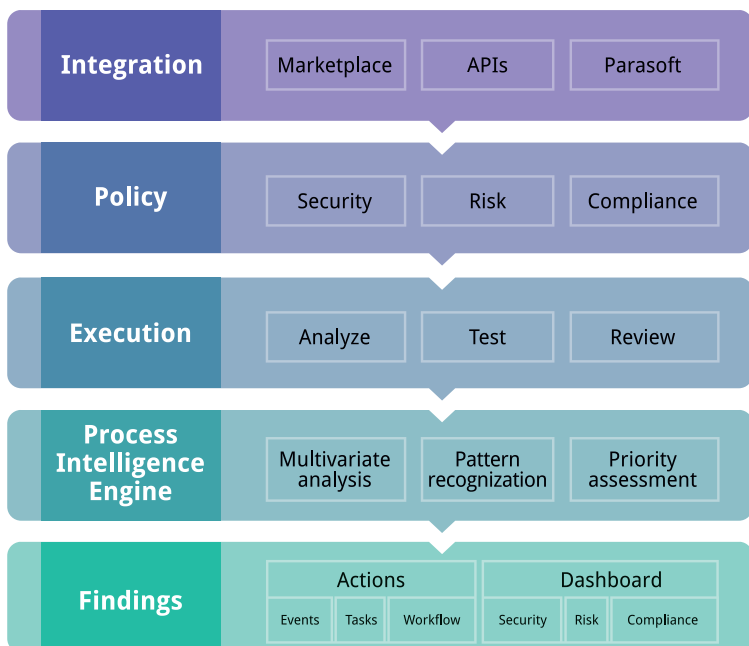 Integration
Marketplace
APIs
Parasoft
Policy
Security
Risk
Compliance
Execution
Analyze
Test
Review
Process
Intelligence
Engine
Multivariate
analysis
Pattern
recognization
Priority
assessment
Findings
Actions
Events
Tasks
Workflow
Dashboard
Security
Risk
Compliance